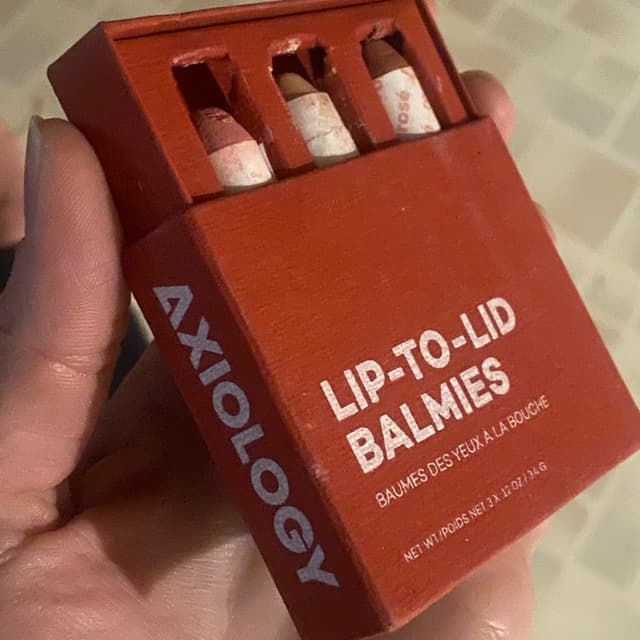 rosé
AXIOLOGY
LIP-TO-LID
BALMIES
BAUMES DES YEUX À LA BOUCHE
NET WT/POIDS NET 3 X .12 OZ / 3.4 G